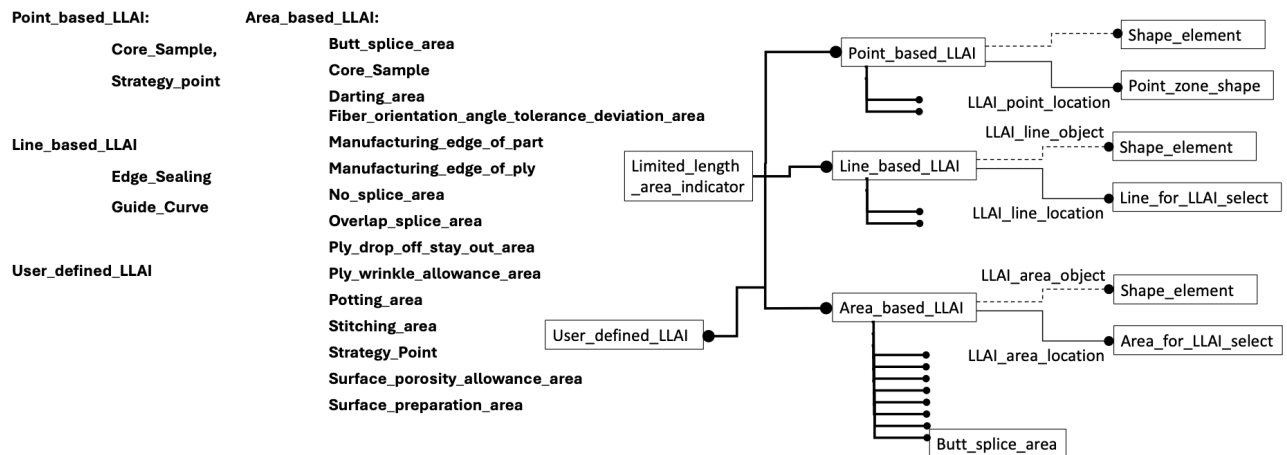 Point_based_LLAI:
Core_Sample,
Strategy_point
Line_based_LLAI
Edge_Sealing
Guide_Curve
User_defined_LLAI
Area_based_LLAI:
Butt_splice_area
Core_Sample
Darting_area
Fiber_orientation_angle_tolerance_deviation_area
Manufacturing_edge_of_part
Manufacturing_edge_of_ply
No_splice_area
Overlap_splice_area
Ply_drop_off_stay_out_area
Ply_wrinkle_allowance_area
Potting_area
Stitching_area
Strategy_Point
Surface_porosity_allowance_area
Surface_preparation_area
Limited_length
_area_indicator
User_defined_LLAI
Point_based_LLAI
Shape_element
Point_zone_shape
LLAI_point_location
Line_based_LLAI
LLAI_line_object
Shape_element
Line_for_LLAI_select
LLAI_line_location
Area_based_LLAI
LLAI_area_object
Shape_element
Area_for_LLAI_select
LLAI_area_location
Butt_splice_area